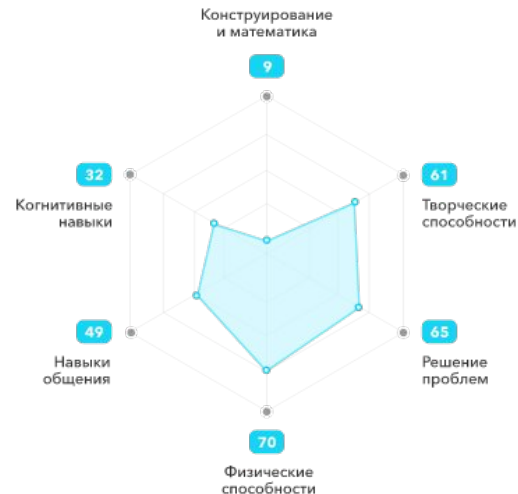 Конструирование
и математика
9
32
61
Когнитивные
навыки
Творческие
способности
49
65
Навыки
общения
Решение
проблем
70
Физические
способности